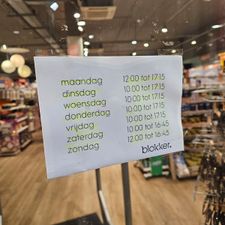 maandag 12:00 tot 17:15
dinsdag 10:00 tot 17:15
woensdag 10:00 tot 17:15
donderdag 10:00 tot 17:15
vrijdag 10:00 tot 17:15
zaterdag 10:00 tot 16:45
zondag 12:00 tot 16:45
blokker.